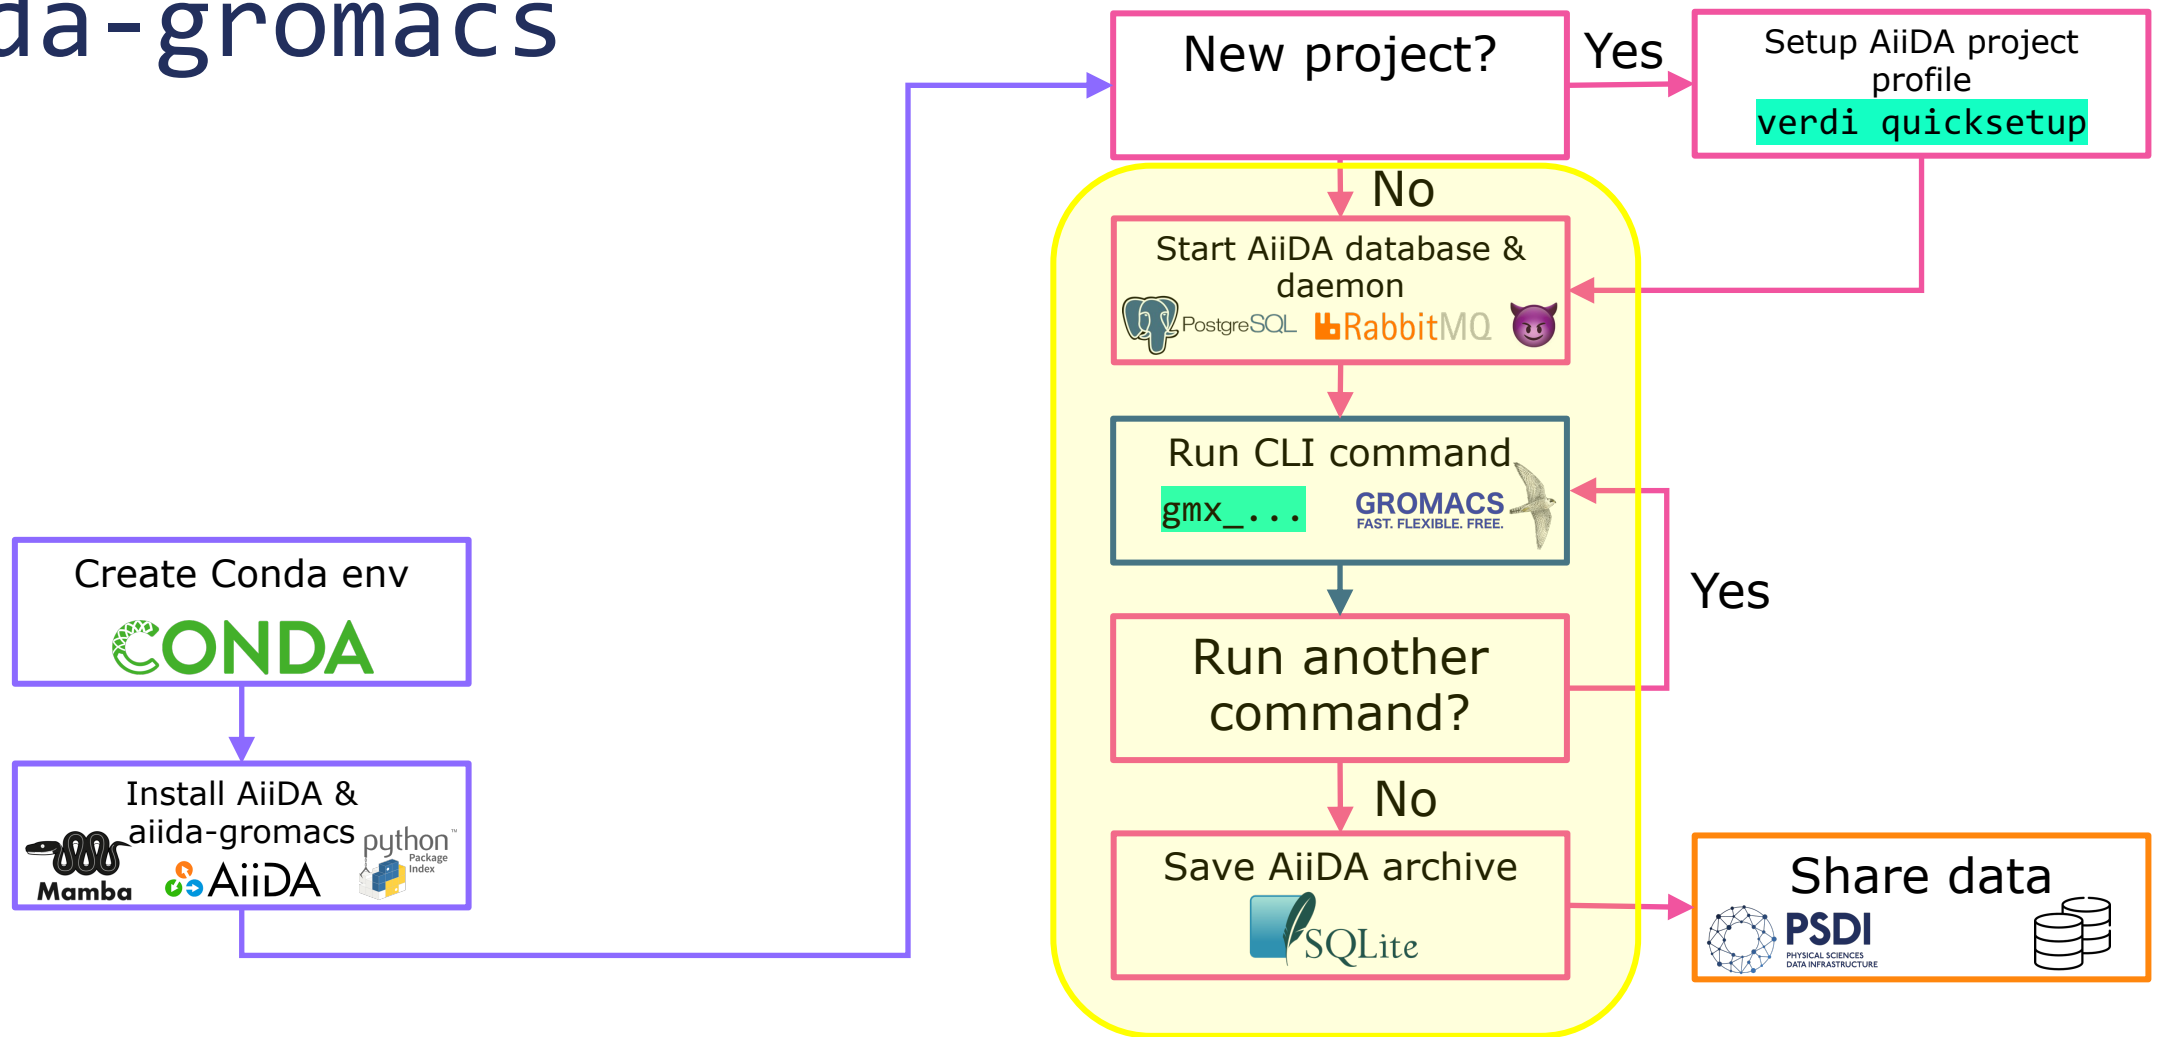 da-gromacs
New project?
Yes
Setup AiiDA project
profile
verdi quicksetup
No
Start AiiDA database &
daemon
PostgreSQL
RabbitMQ
Run CLI command
gmx_...
GROMACS
FAST. FLEXIBLE. FREE.
Yes
Run another
command?
No
Save AiiDA archive
SQLite
Share data
PSDI
PHYSICAL SCIENCES
DATA INFRASTRUCTURE
Create Conda env
CONDA
Install AiiDA &
aiida-gromacs
Mamba
AiiDA
python™
Package
Index